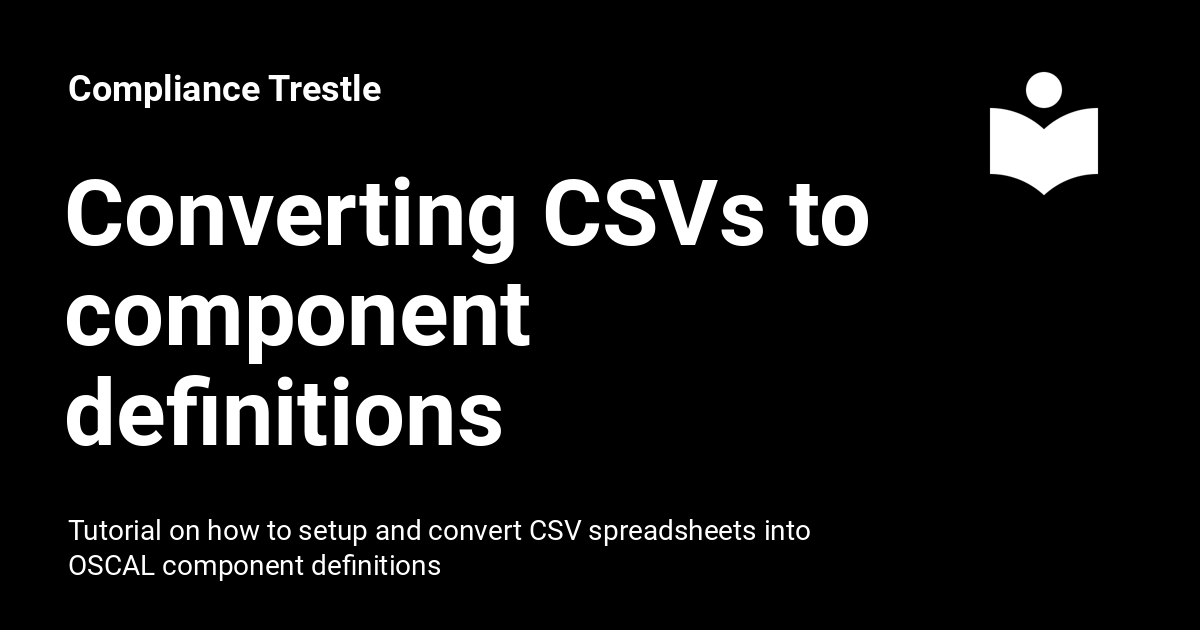 Compliance Trestle
Converting CSVs to
component
definitions
Tutorial on how to setup and convert CSV spreadsheets into
OSCAL component definitions